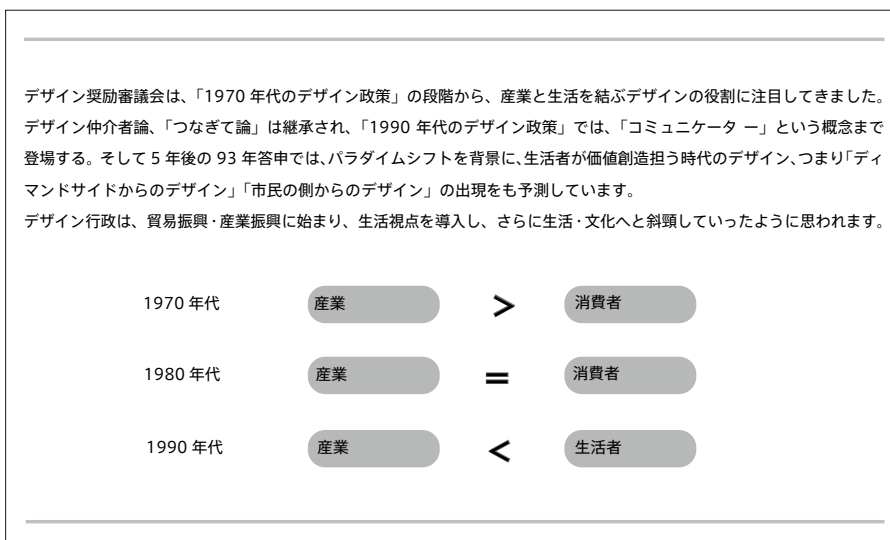 デザイン奨励審議会は、「1970 年代のデザイン政策」の段階から、産業と生活を結ぶデザインの役割に注目してきました。
デザイン仲介者論、「つなぎて論」は継承され、「1990 年代のデザイン政策」では、「コミュニケータ ー」という概念まで
登場する。そして 5 年後の 93 年答申では、パラダイムシフトを背景に、生活者が価値創造担う時代のデザイン、つまり「ディ
マンドサイドからのデザイン」「市民の側からのデザイン」の出現をも予測しています。
デザイン行政は、貿易振興・産業振興に始まり、生活視点を導入し、さらに生活・文化へと斜頸していったように思われます。
1970 年代 産業 > 消費者
1980 年代 産業 = 消費者
1990 年代 産業 < 生活者